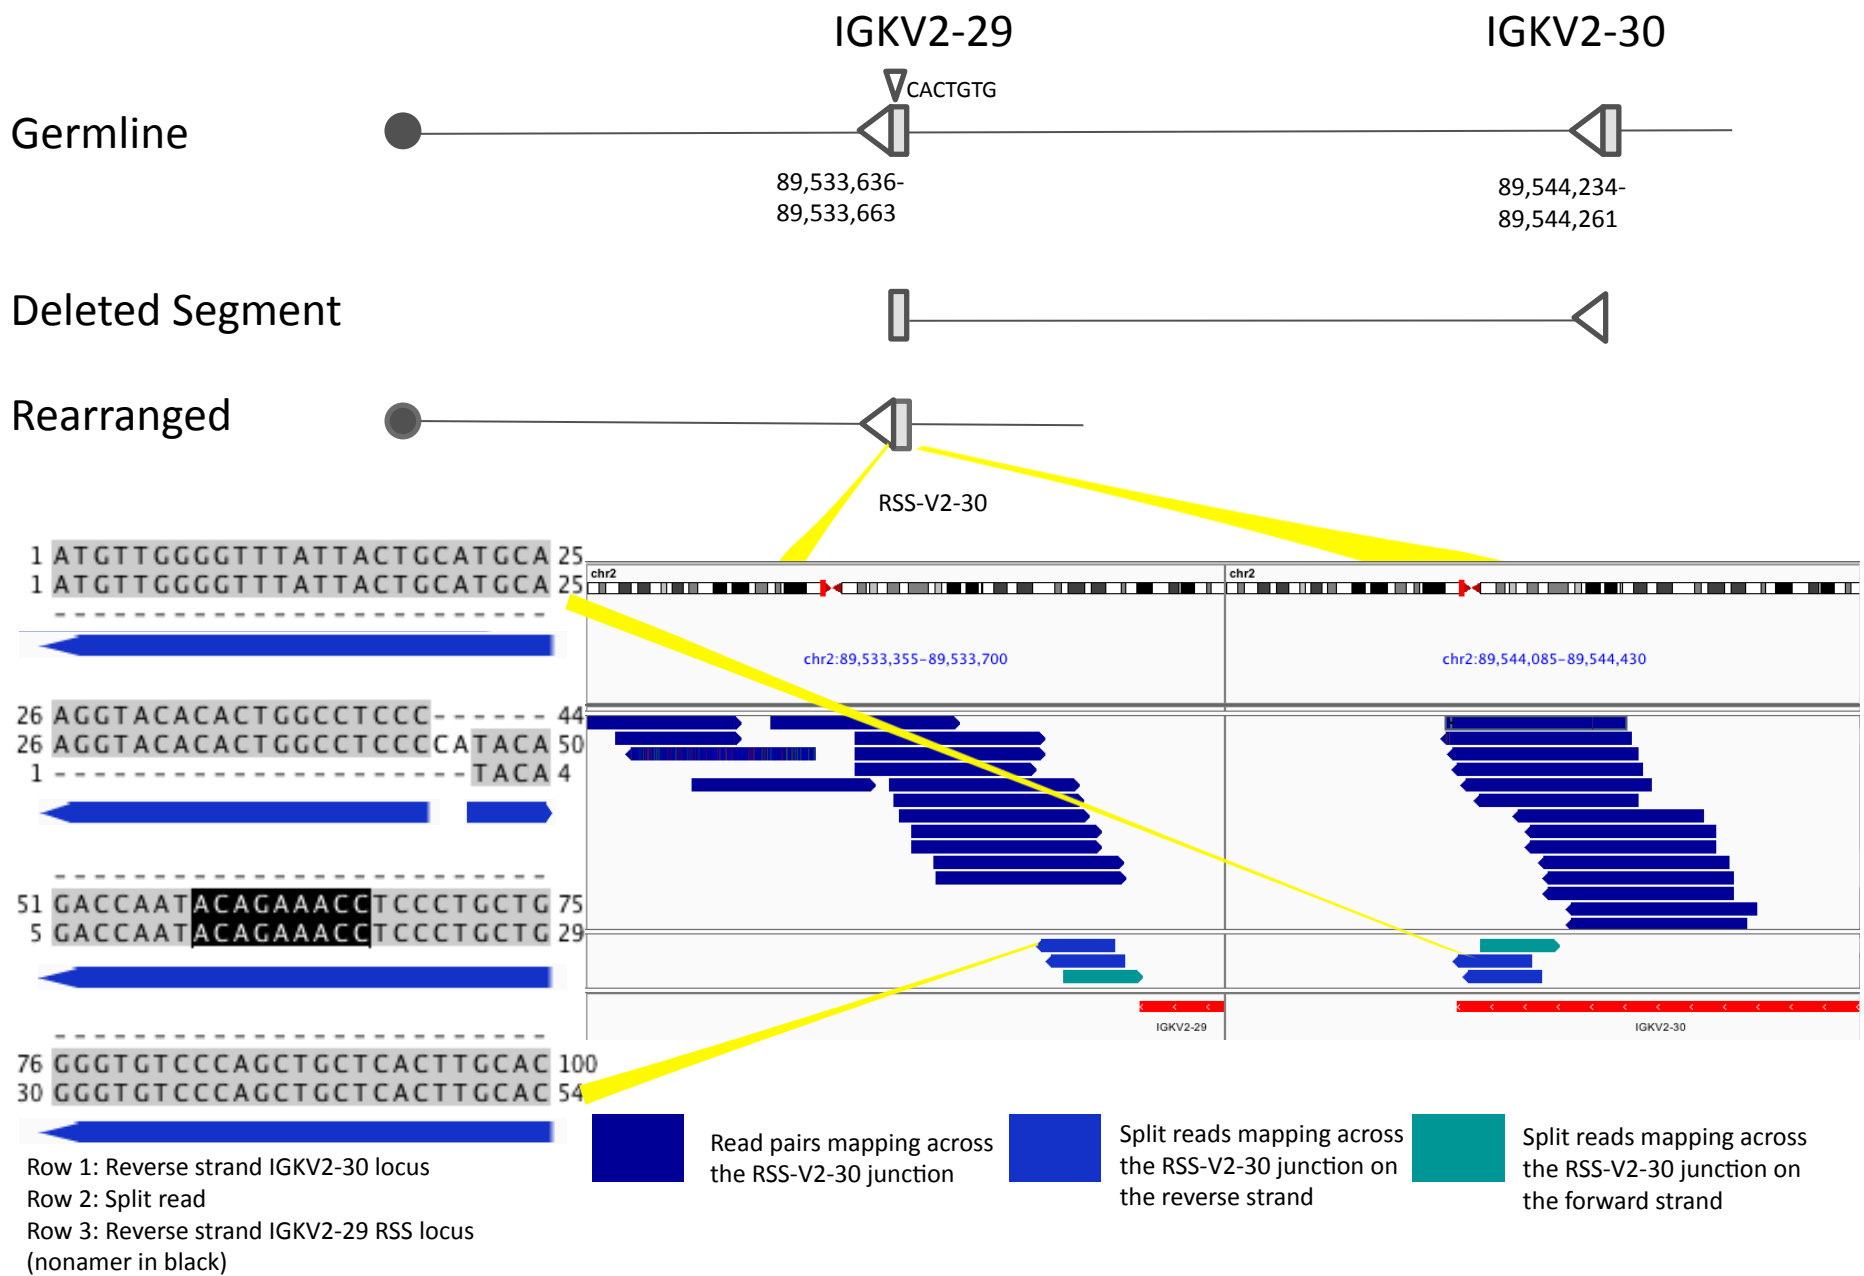 IGKV2-29
IGKV2-30
CACTGTG
Germline
89,533,636-
89,533,663
89,544,234-
89,544,261
Deleted Segment
Rearranged
RSS-V2-30
1 ATGTTGGGGTTTATTACTGCATGCA 25
1 ATGTTGGGGTTTATTACTGCATGCA 25
- - - - - - - - - - - - - - - - - - - - - - - - -
26 AGGTACACACTGGCCTCCC- - - - - - 44
26 AGGTACACACTGGCCTCCCCATACA 50
1 - - - - - - - - - - - - - - - - - - - - - TACA 4
- - - - - - - - - - - - - - - - - - - - - - - - -
51 GACCAATACAGAAACCTCCCTGCTG 75
5 GACCAATACAGAAACCTCCCTGCTG 29
- - - - - - - - - - - - - - - - - - - - - - - - -
76 GGGTGTCCCAGCTGCTCACTTGCAC 100
30 GGGTGTCCCAGCTGCTCACTTGCAC 54
Row 1: Reverse strand IGKV2-30 locus
Row 2: Split read
Row 3: Reverse strand IGKV2-29 RSS locus
(nonamer in black)
chr2
chr2
chr2:89,533,355-89,533,700
chr2:89,544,085-89,544,430
IGKV2-29
IGKV2-30
Read pairs mapping across
the RSS-V2-30 junction
Split reads mapping across
the RSS-V2-30 junction on
the reverse strand
Split reads mapping across
the RSS-V2-30 junction on
the forward strand